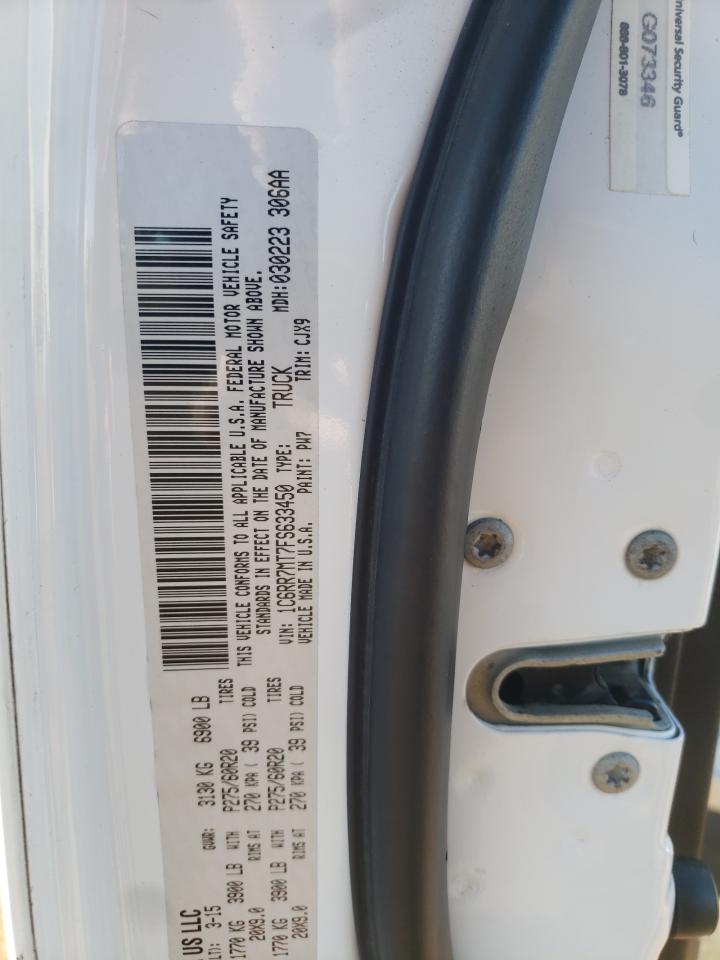 US LLC
LT): 3-15 GVWR: 3130 KG 6900 LB
1770 KG 3900 LB WITH P275/60R20 TIRES
20X9.0 RIMS AT 270 KPA ( 39 PSI) COLD
1770 KG 3900 LB WITH P275/60R20 TIRES
20X9.0 RIMS AT 270 KPA ( 39 PSI) COLD
THIS VEHICLE CONFORMS TO ALL APPLICABLE U.S.A. FEDERAL MOTOR VEHICLE SAFETY
STANDARDS IN EFFECT ON THE DATE OF MANUFACTURE SHOWN ABOVE.
VIN: 1C6RR7MT7FS633450 TYPE: TRUCK MDH:030223 306AA
VEHICLE MADE IN U.S.A. PAINT: PW7 TRIM: CJX9
niversal Security Guard®
G073346
888-801-3078